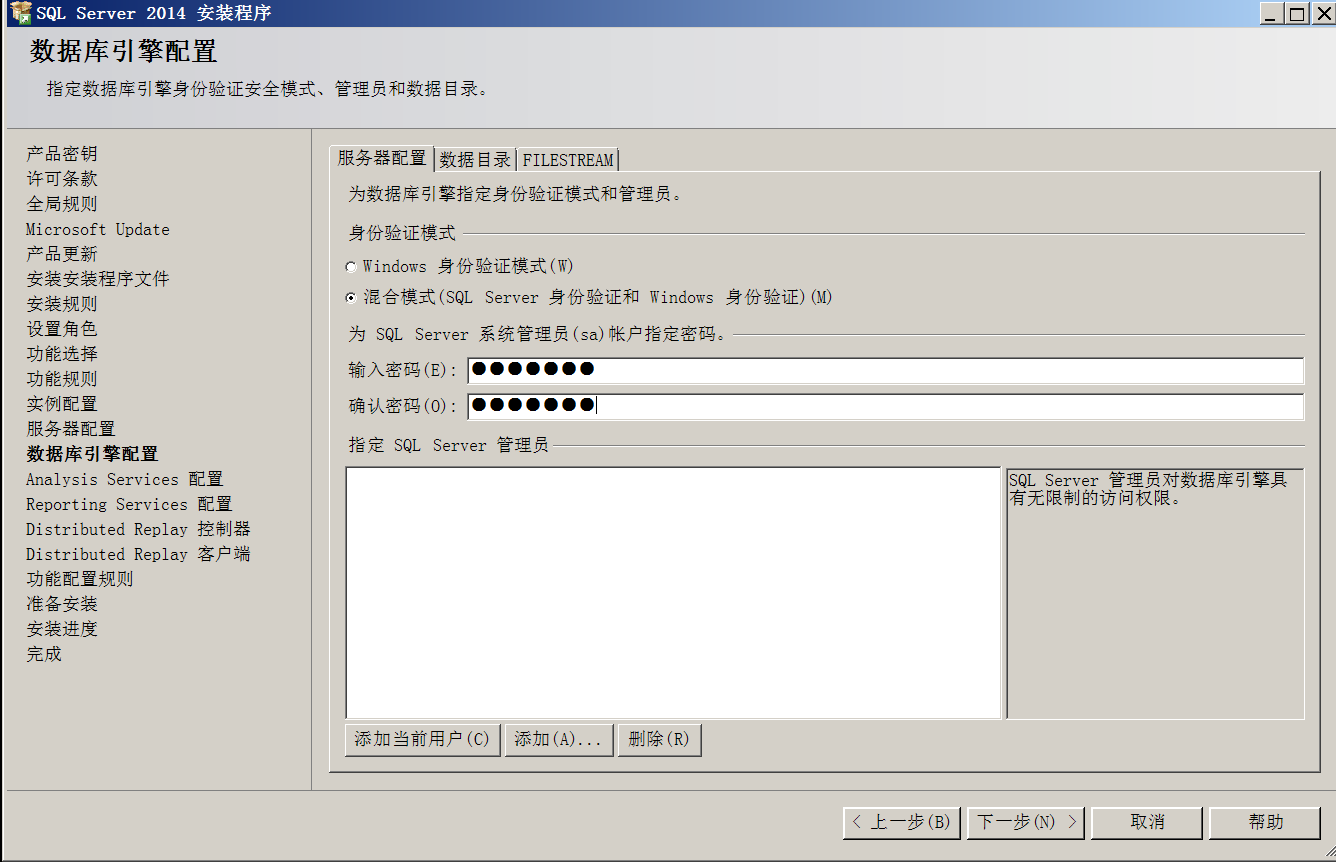 SQL Server 2014 安装程序
数据库引擎配置
指定数据库引擎身份验证安全模式、管理员和数据目录。
产品密钥
许可条款
全局规则
Microsoft Update
产品更新
安装安装程序文件
安装规则
设置角色
功能选择
功能规则
实例配置
服务器配置
数据库引擎配置
Analysis Services 配置
Reporting Services 配置
Distributed Replay 控制器
Distributed Replay 客户端
功能配置规则
准备安装
安装进度
完成
服务器配置 数据目录 FILESTREAM
为数据库引擎指定身份验证模式和管理员。
身份验证模式
Windows 身份验证模式(W)
混合模式(SQL Server 身份验证和 Windows 身份验证)(M)
为 SQL Server 系统管理员(sa)帐户指定密码。
输入密码(E): ●●●●●●●
确认密码(O): ●●●●●●●
指定 SQL Server 管理员
SQL Server 管理员对数据库引擎具
有无限制的访问权限。
添加当前用户(C) 添加(A)... 删除(R)
< 上一步(B) 下一步(N) > 取消 帮助